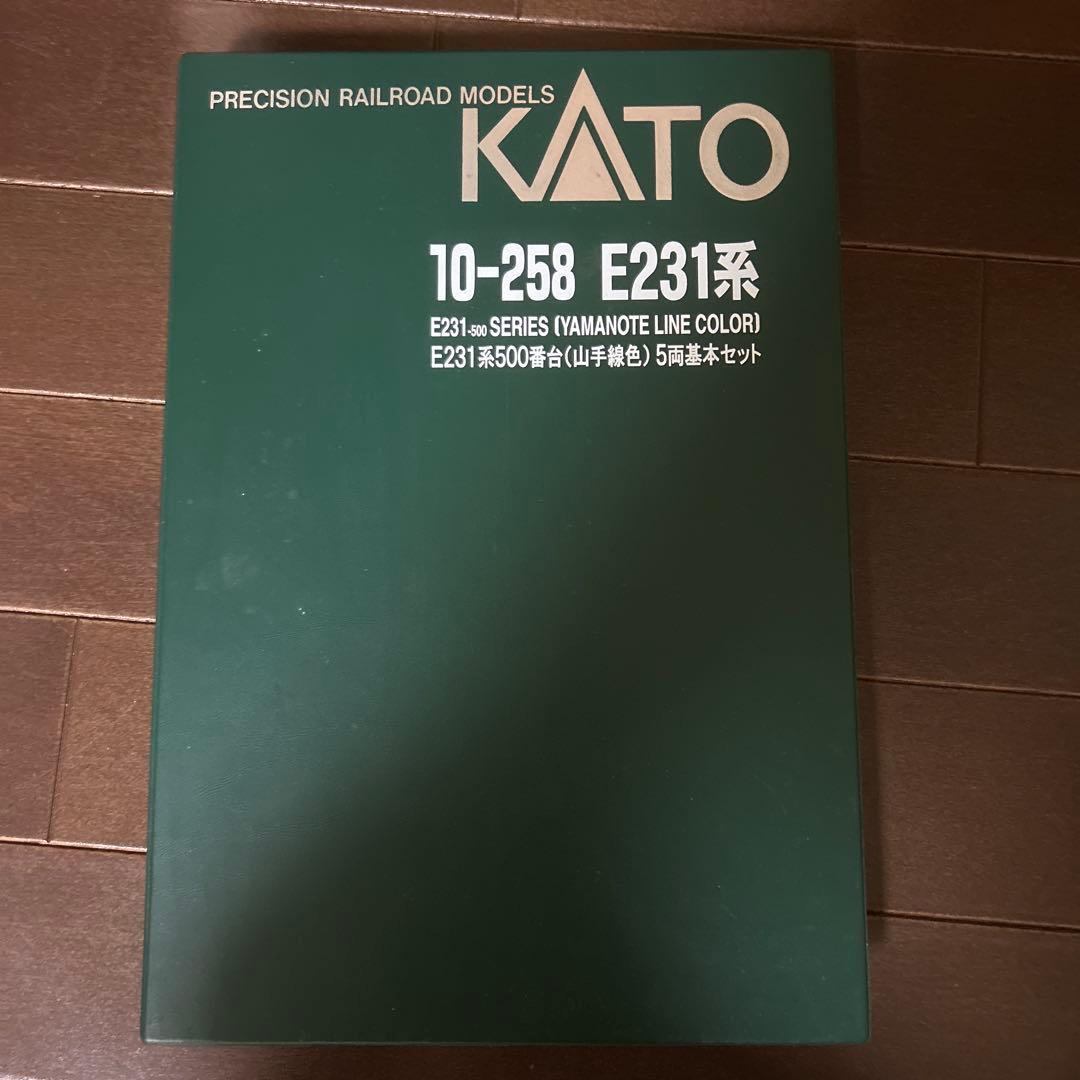 PRECISION RAILROAD MODELS
KATO
10-258 E231系
E231-500 SERIES (YAMANOTE LINE COLOR)
E231系500番台(山手線色) 5両基本セット